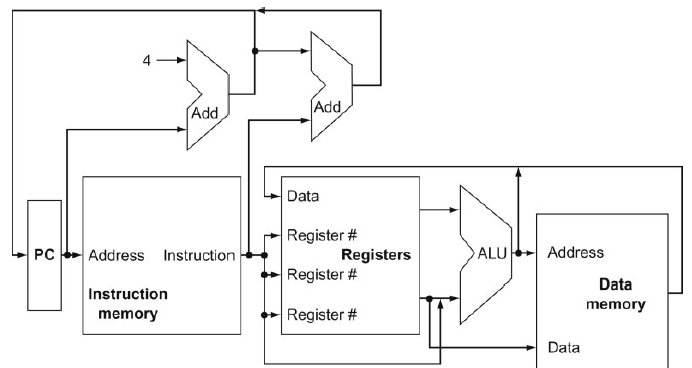 4
Add
Add
Data
Register #
PC
Address
Instruction
Registers
ALU
Address
Register #
Instruction
memory
Data
memory
Register #
Data